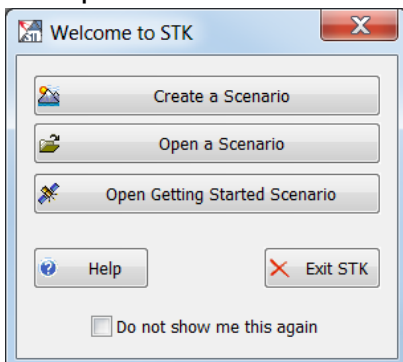 Welcome to STK
Create a Scenario
Open a Scenario
Open Getting Started Scenario
Help
Exit STK
Do not show me this again